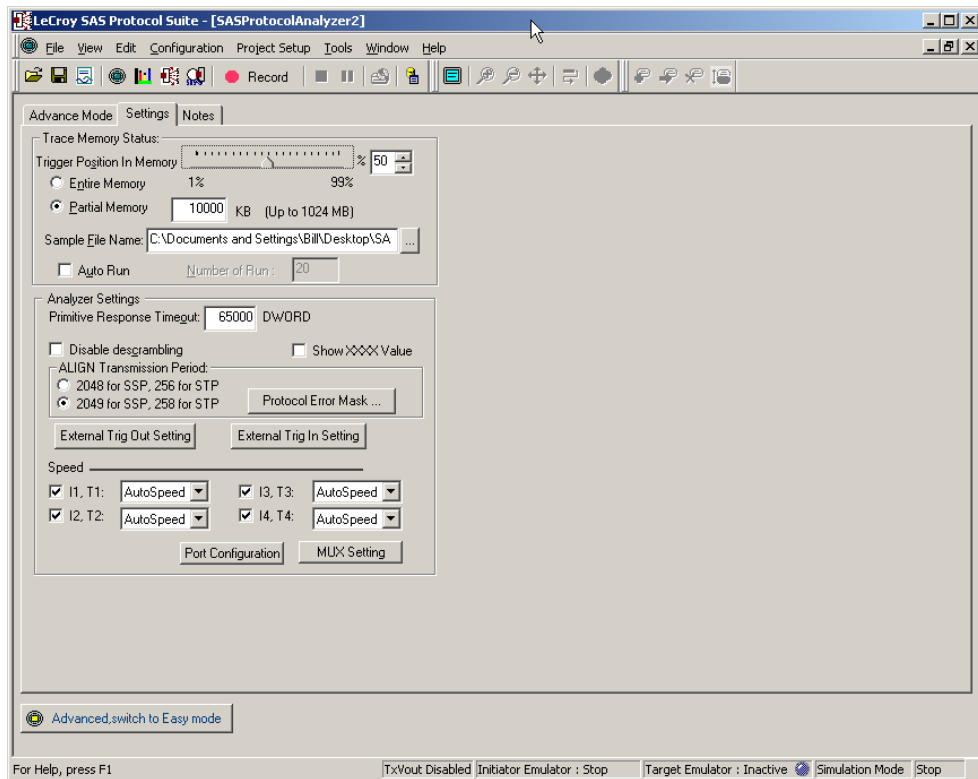 LeCroy SAS Protocol Suite - [SASProtocolAnalyzer2]
File View Edit Configuration Project Setup Tools Window Help
Record
Advance Mode Settings Notes
Trace Memory Status:
Trigger Position In Memory % 50
Entire Memory 1% 99%
Partial Memory 10000 KB (Up to 1024 MB)
Sample File Name: C:\Documents and Settings\Bill\Desktop\SA ...
Auto Run Number of Run : 20
Analyzer Settings
Primitive Response Timeout: 65000 DWORD
Disable descrambling Show XXXX Value
ALIGN Transmission Period:
2048 for SSP, 256 for STP
2049 for SSP, 258 for STP Protocol Error Mask ...
External Trig Out Setting External Trig In Setting
Speed
I1, T1: AutoSpeed I3, T3: AutoSpeed
I2, T2: AutoSpeed I4, T4: AutoSpeed
Port Configuration MUX Setting
Advanced,switch to Easy mode
For Help, press F1 TxVout Disabled Initiator Emulator : Stop Target Emulator : Inactive Simulation Mode Stop